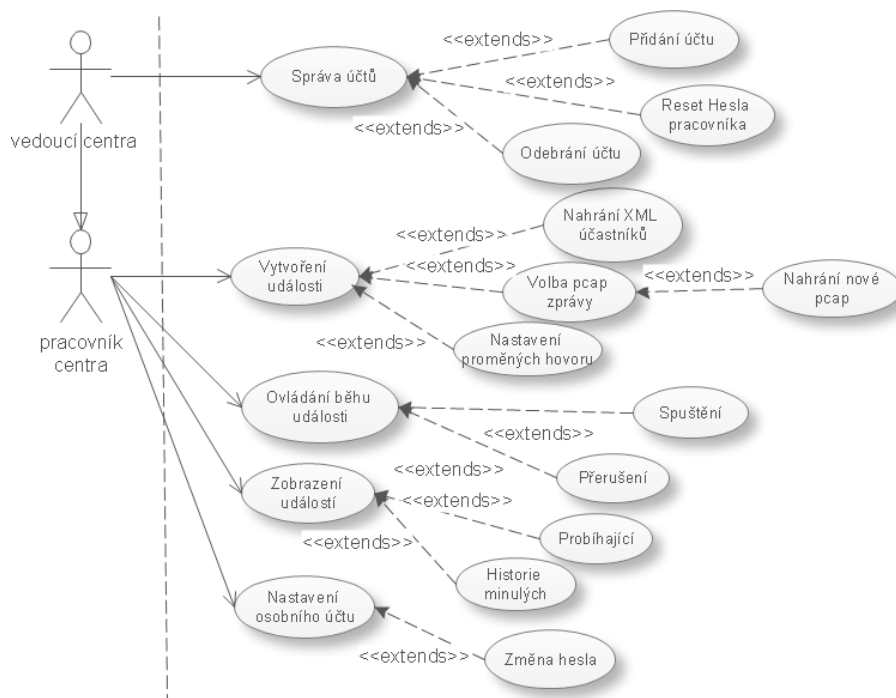 <<extends>>
Přidání účtu
Správa účtů
<<extends>>
Reset Hesla
pracovníka
<<extends>>
Odebrání účtu
vedoucí centra
Nahrání XML
účastníků
<<extends>>
Vytvoření
události
<<extends>>
Volba pcap
zprávy
<<extends>>
Nahrání nové
pcap
<<extends>>
Nastavení
proměných hovoru
pracovník
centra
Ovládání běhu
události
Spuštění
<<extends>>
Přerušení
<<extends>>
Zobrazení
událostí
<<extends>>
Probíhající
<<extends>>
Historie
minulých
Nastavení
osobního účtu
<<extends>>
Změna hesla